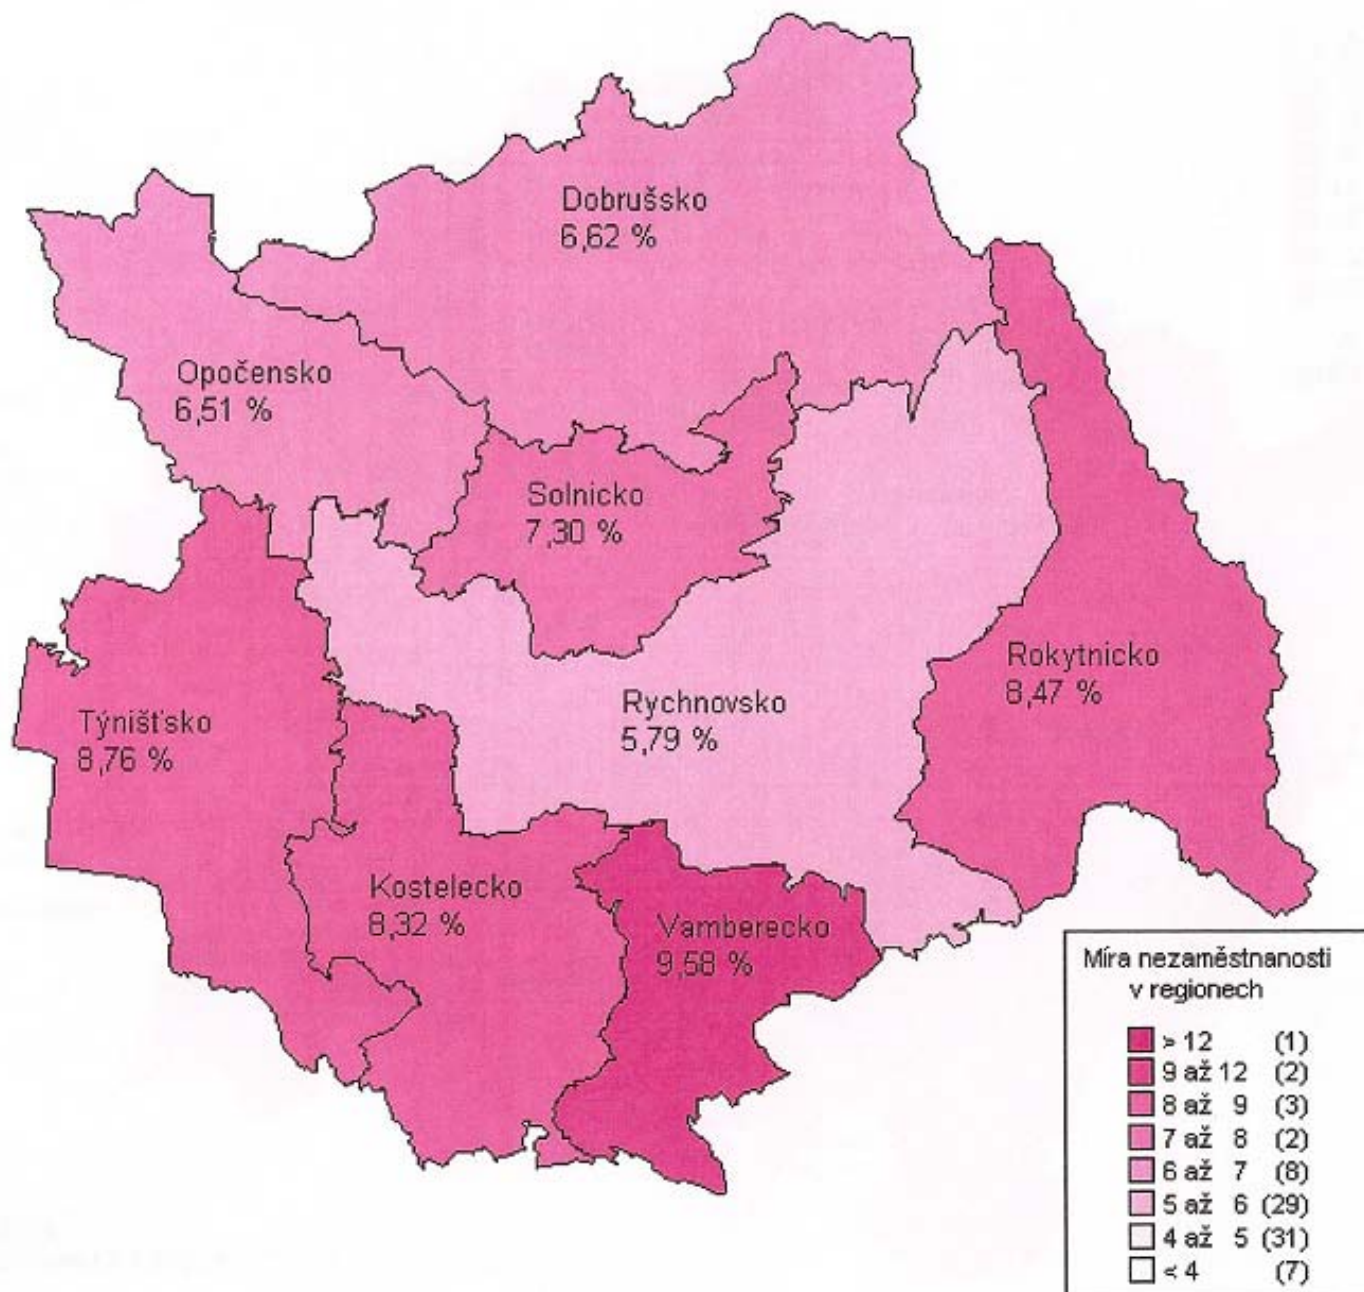 Dobrušsko
6,62 %
Opočensko
6,51 %
Solnicko
7,30 %
Rokytnicko
8,47 %
Rychnovsko
5,79 %
Týnišťsko
8,76 %
Kostelecko
8,32 %
Vamberecko
9,58 %
Míra nezaměstnanosti
v regionech
> 12 (1)
9 až 12 (2)
8 až 9 (3)
7 až 8 (2)
6 až 7 (8)
5 až 6 (29)
4 až 5 (31)
< 4 (7)